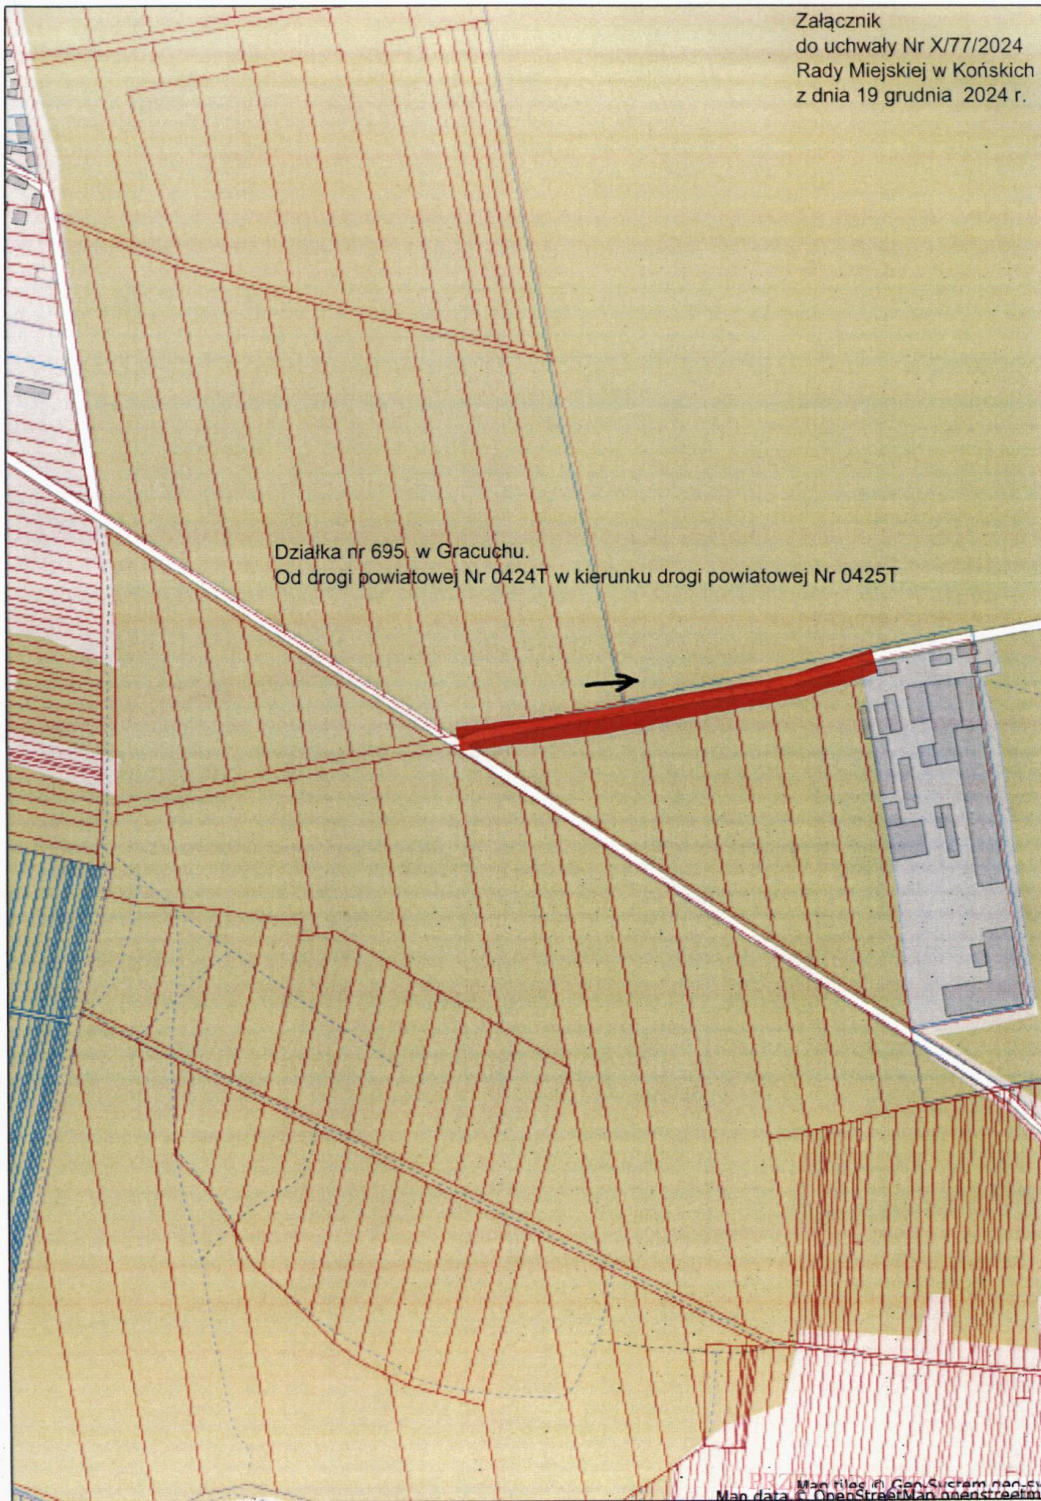 Załącznik
do uchwały Nr X/77/2024
Rady Miejskiej w Końskich
z dnia 19 grudnia 2024 r.
Działka nr 695 w Gracuchu.
Od drogi powiatowej Nr 0424T w kierunku drogi powiatowej Nr 0425T
Map tiles © Geo-System
Map data © OpenStreetMap